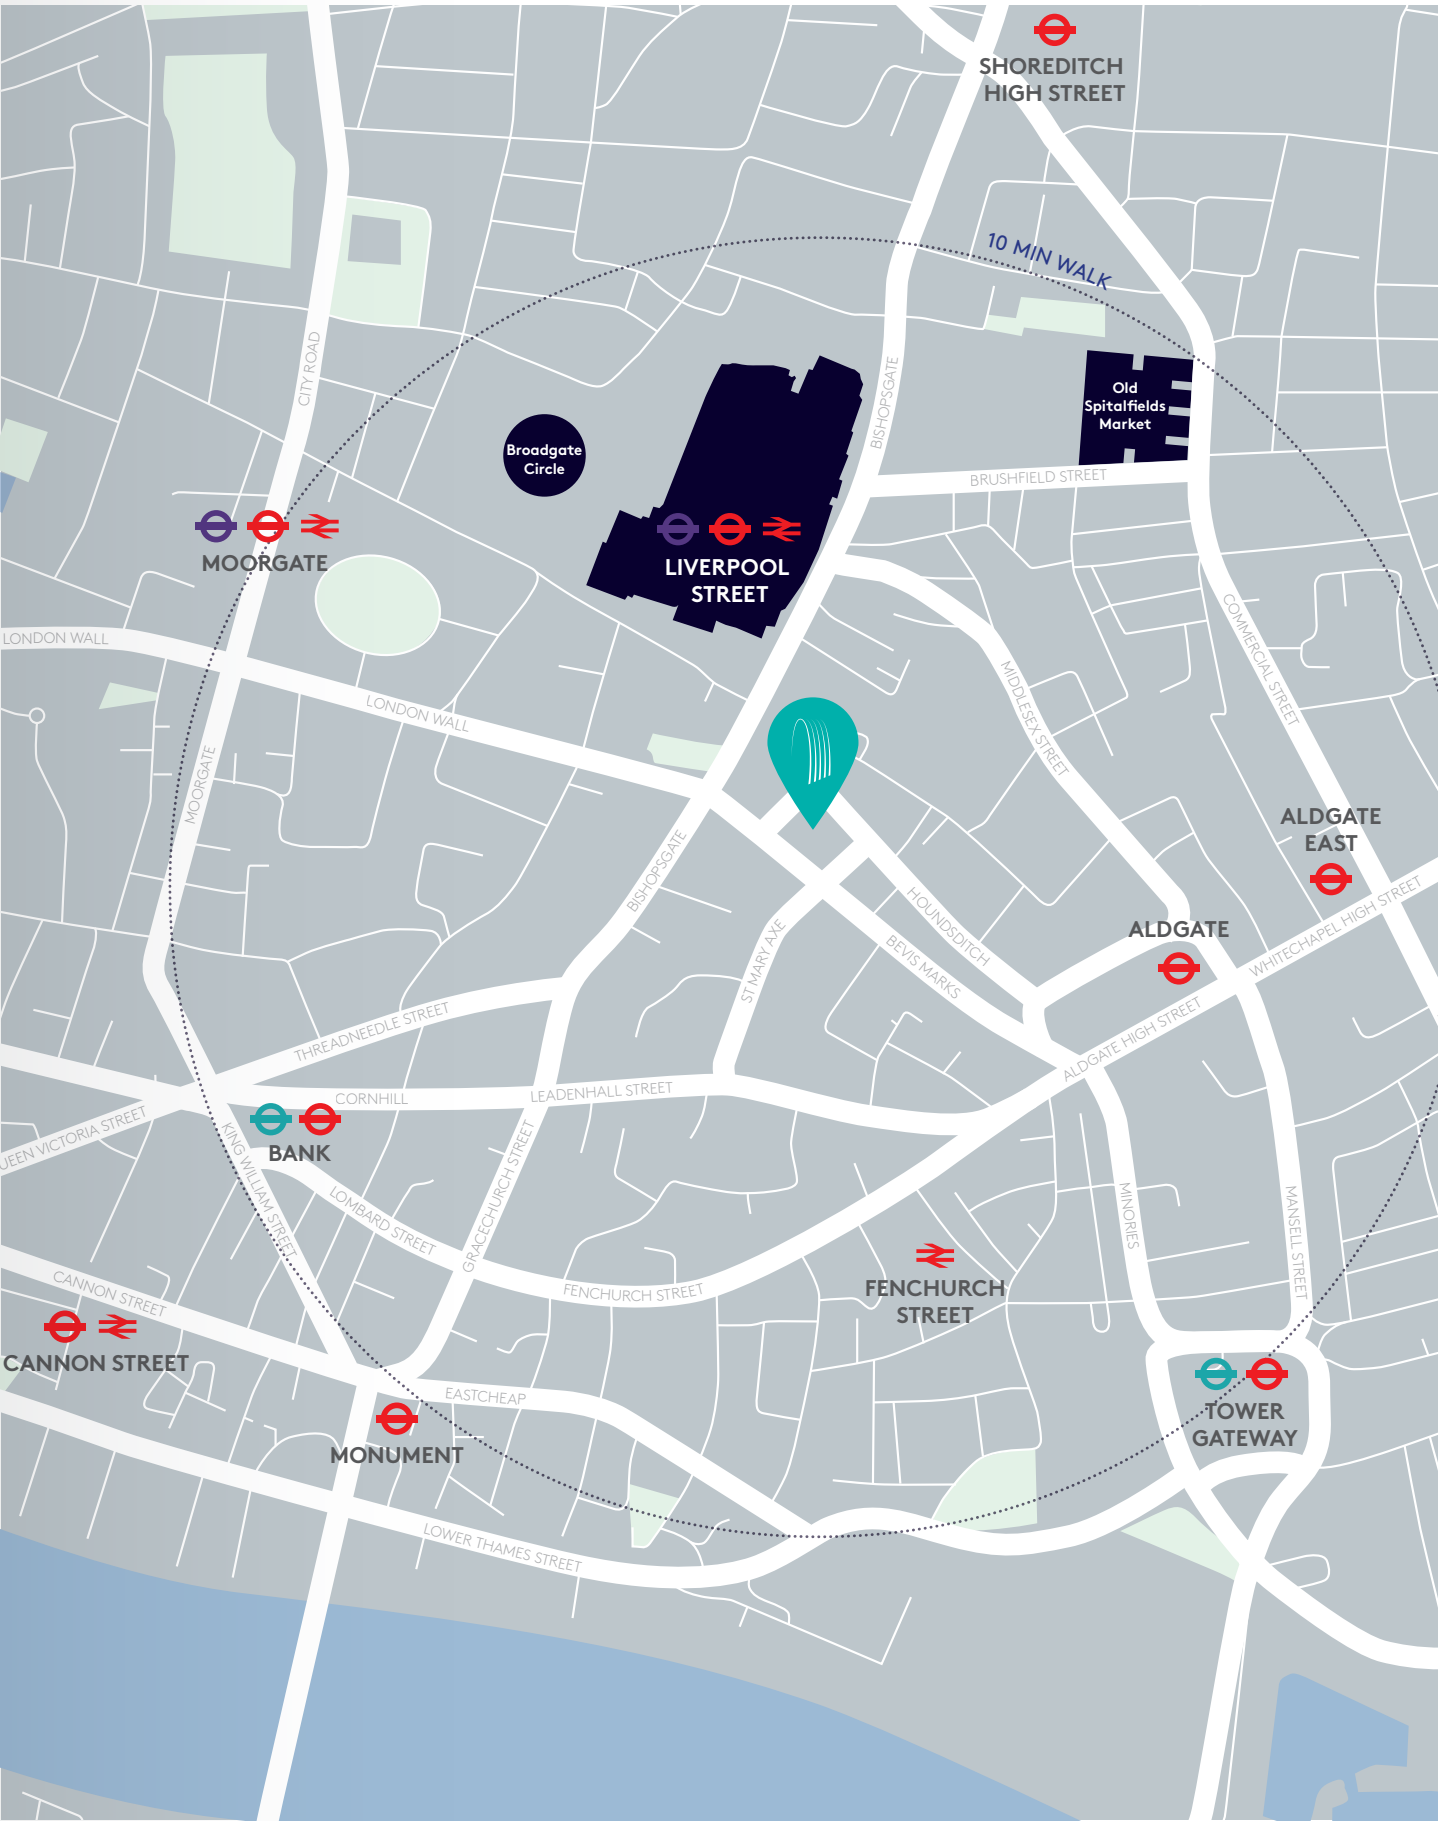 SHOREDITCH
HIGH STREET
10 MIN WALK
CITY ROAD
BISHOPSGATE
Old
Spitalfields
Market
Broadgate
Circle
BRUSHFIELD STREET
MOORGATE
LIVERPOOL
STREET
LONDON WALL
COMMERCIAL STREET
LONDON WALL
MIDDLESEX STREET
MOORGATE
ALDGATE
EAST
BISHOPSGATE
HOUNDSDITCH
WHITECHAPEL HIGH STREET
ALDGATE
ST MARY AXE
BEVIS MARKS
THREADNEEDLE STREET
ALDGATE HIGH STREET
CORNHILL
LEADENHALL STREET
UEEN VICTORIA STREET
BANK
KING WILLIAM STREET
LOMBARD STREET
GRACECHURCH STREET
MINORIES
MANSELL STREET
CANNON STREET
FENCHURCH STREET
FENCHURCH
STREET
CANNON STREET
EASTCHEAP
MONUMENT
TOWER
GATEWAY
LOWER THAMES STREET